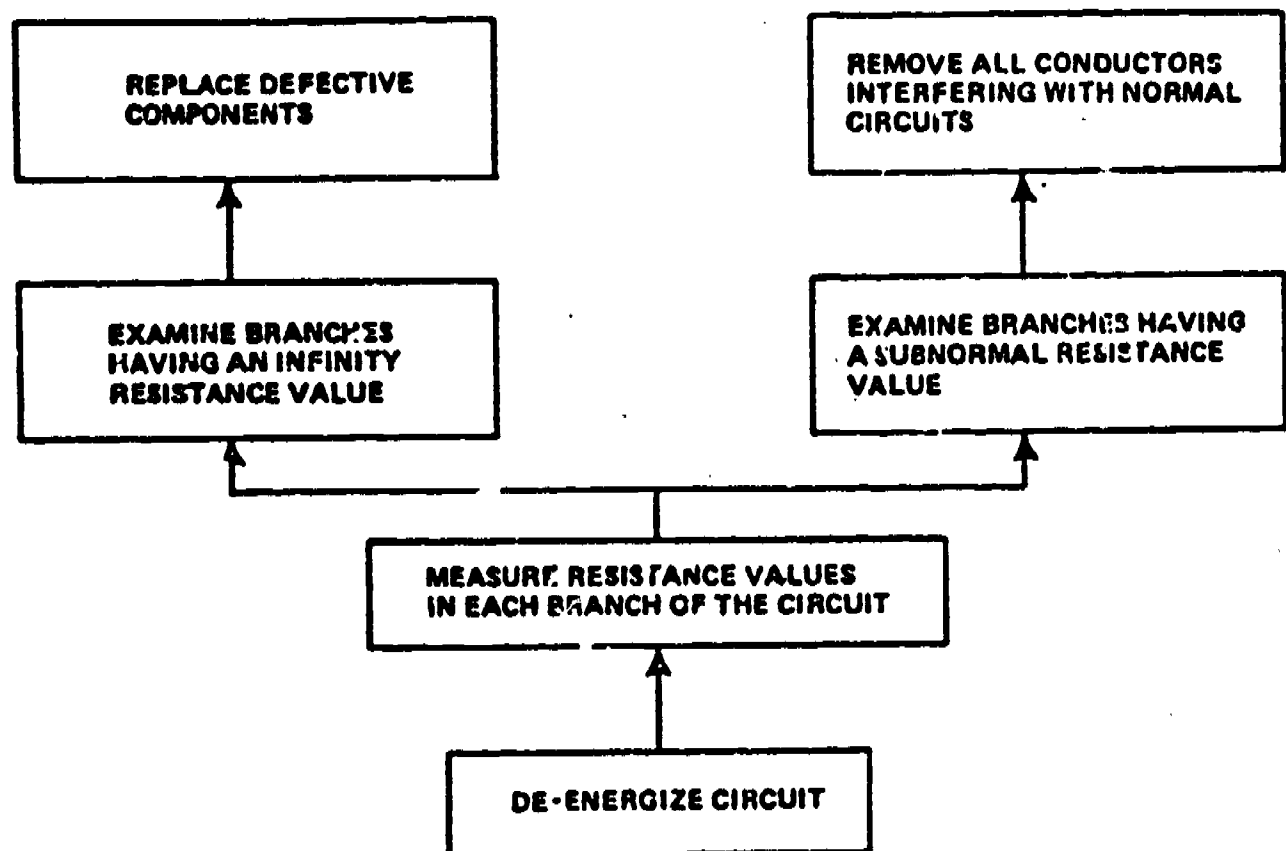 REPLACE DEFECTIVE
COMPONENTS
REMOVE ALL CONDUCTORS
INTERFERING WITH NORMAL
CIRCUITS
EXAMINE BRANCHES
HAVING AN INFINITY
RESISTANCE VALUE
EXAMINE BRANCHES HAVING
A SUBNORMAL RESISTANCE
VALUE
MEASURE RESISTANCE VALUES
IN EACH BRANCH OF THE CIRCUIT
DE-ENERGIZE CIRCUIT